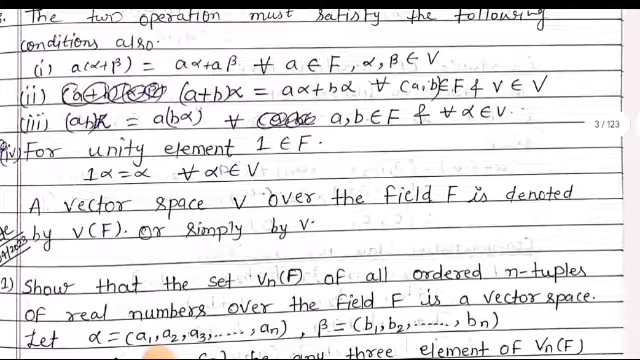 3. The two operation must satisfy the following
conditions also.
(i) a(α+β) = aα+aβ ∀ a ∈ F, α, β ∈ V
(ii) (a+b)α = aα+bα ∀ (a,b)∈F & V ∈ V
(iii) (ab)α = a(bα) ∀ a,b∈F & ∀ α∈V.
3/123
(iv) For unity element 1 ∈ F.
1α=α ∀ α∈V
A vector space V over the field F is denoted
by V(F). or simply by V.
1) Show that the set Vn(F) of all ordered n-tuples
of real numbers over the field F is a vector space.
Let α=(a₁,a₂,a₃,.....,an), β=(b₁,b₂,......,bn)
be any three element of Vn(F)